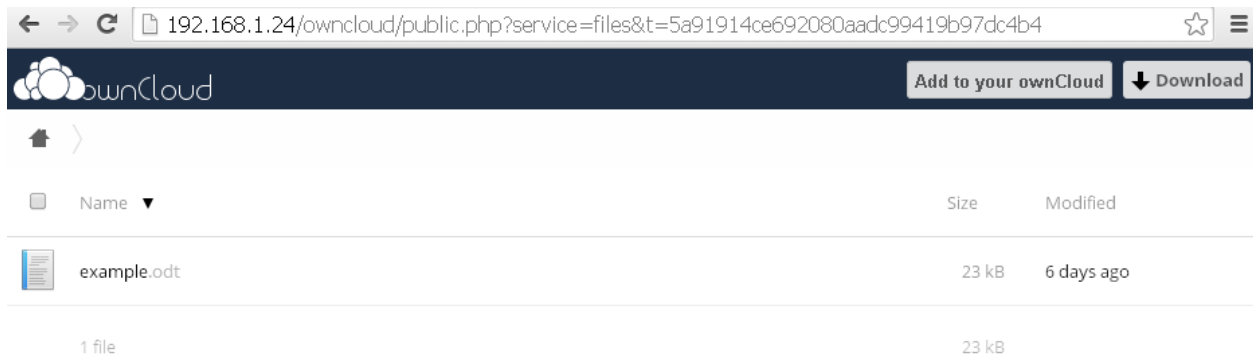 192.168.1.24/owncloud/public.php?service=files&t=5a91914ce692080aadc99419b97dc4b4
ownCloud Add to your ownCloud Download
Name ▼ Size Modified
example.odt 23 kB 6 days ago
1 file 23 kB